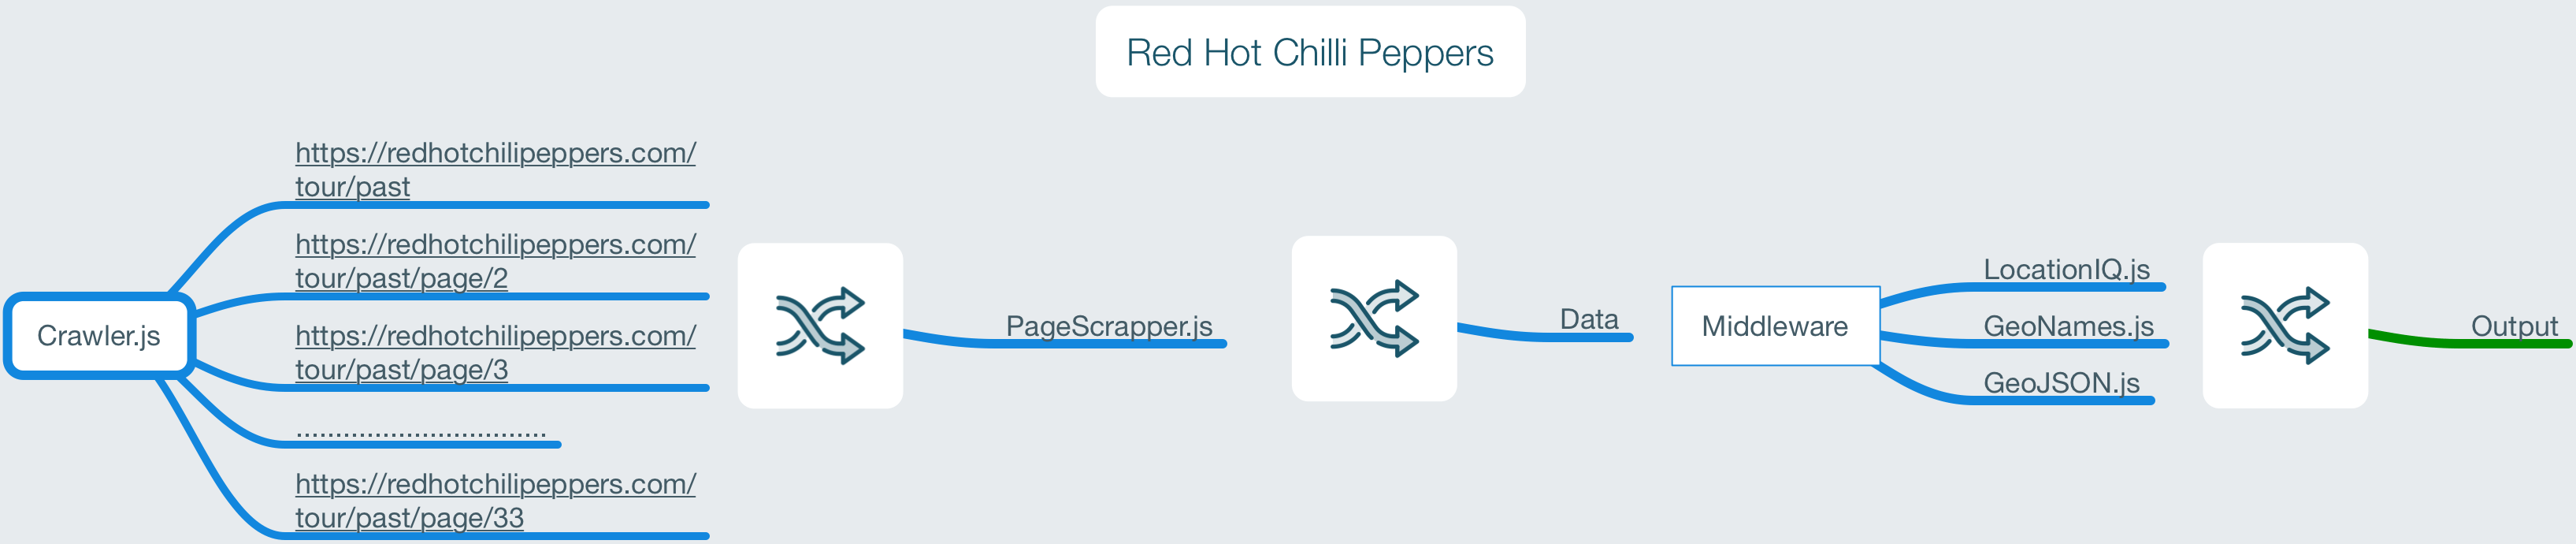 Red Hot Chilli Peppers
Crawler.js
https://redhotchilipeppers.com/
tour/past
https://redhotchilipeppers.com/
tour/past/page/2
https://redhotchilipeppers.com/
tour/past/page/3
................................
https://redhotchilipeppers.com/
tour/past/page/33
PageScrapper.js
Data
Middleware
LocationIQ.js
GeoNames.js
GeoJSON.js
Output